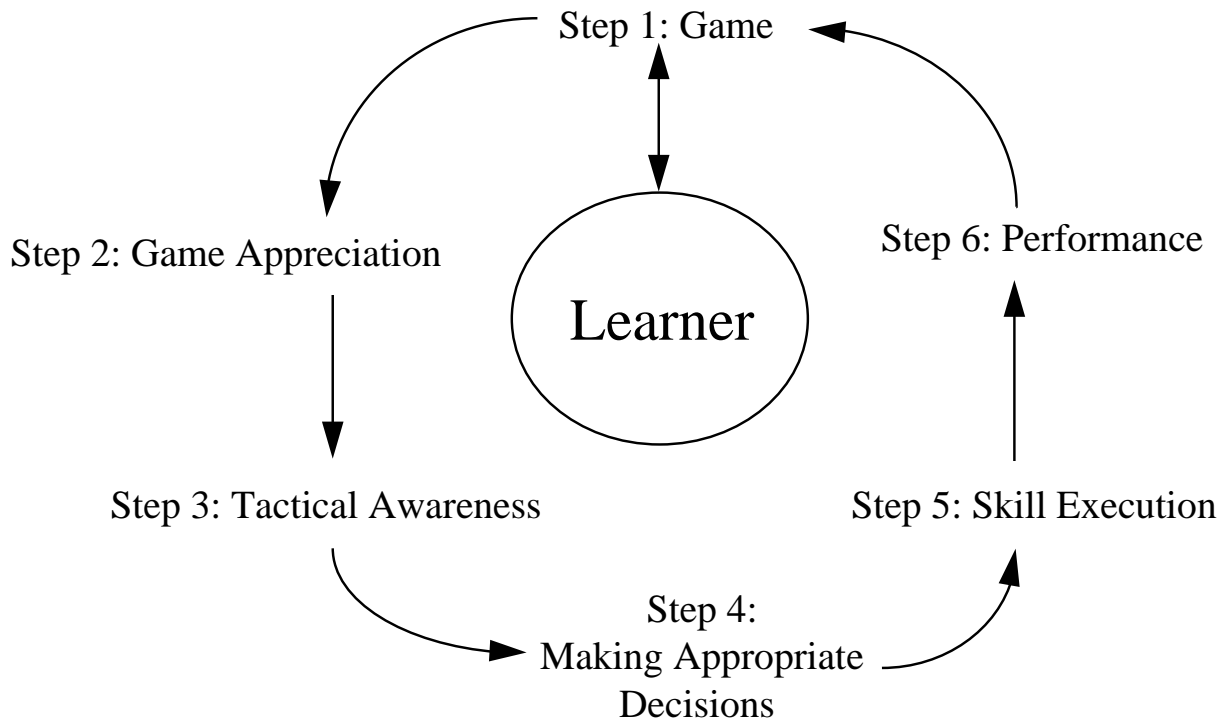 Step 1: Game
Step 2: Game Appreciation
Step 6: Performance
Learner
Step 3: Tactical Awareness
Step 5: Skill Execution
Step 4:
Making Appropriate
Decisions